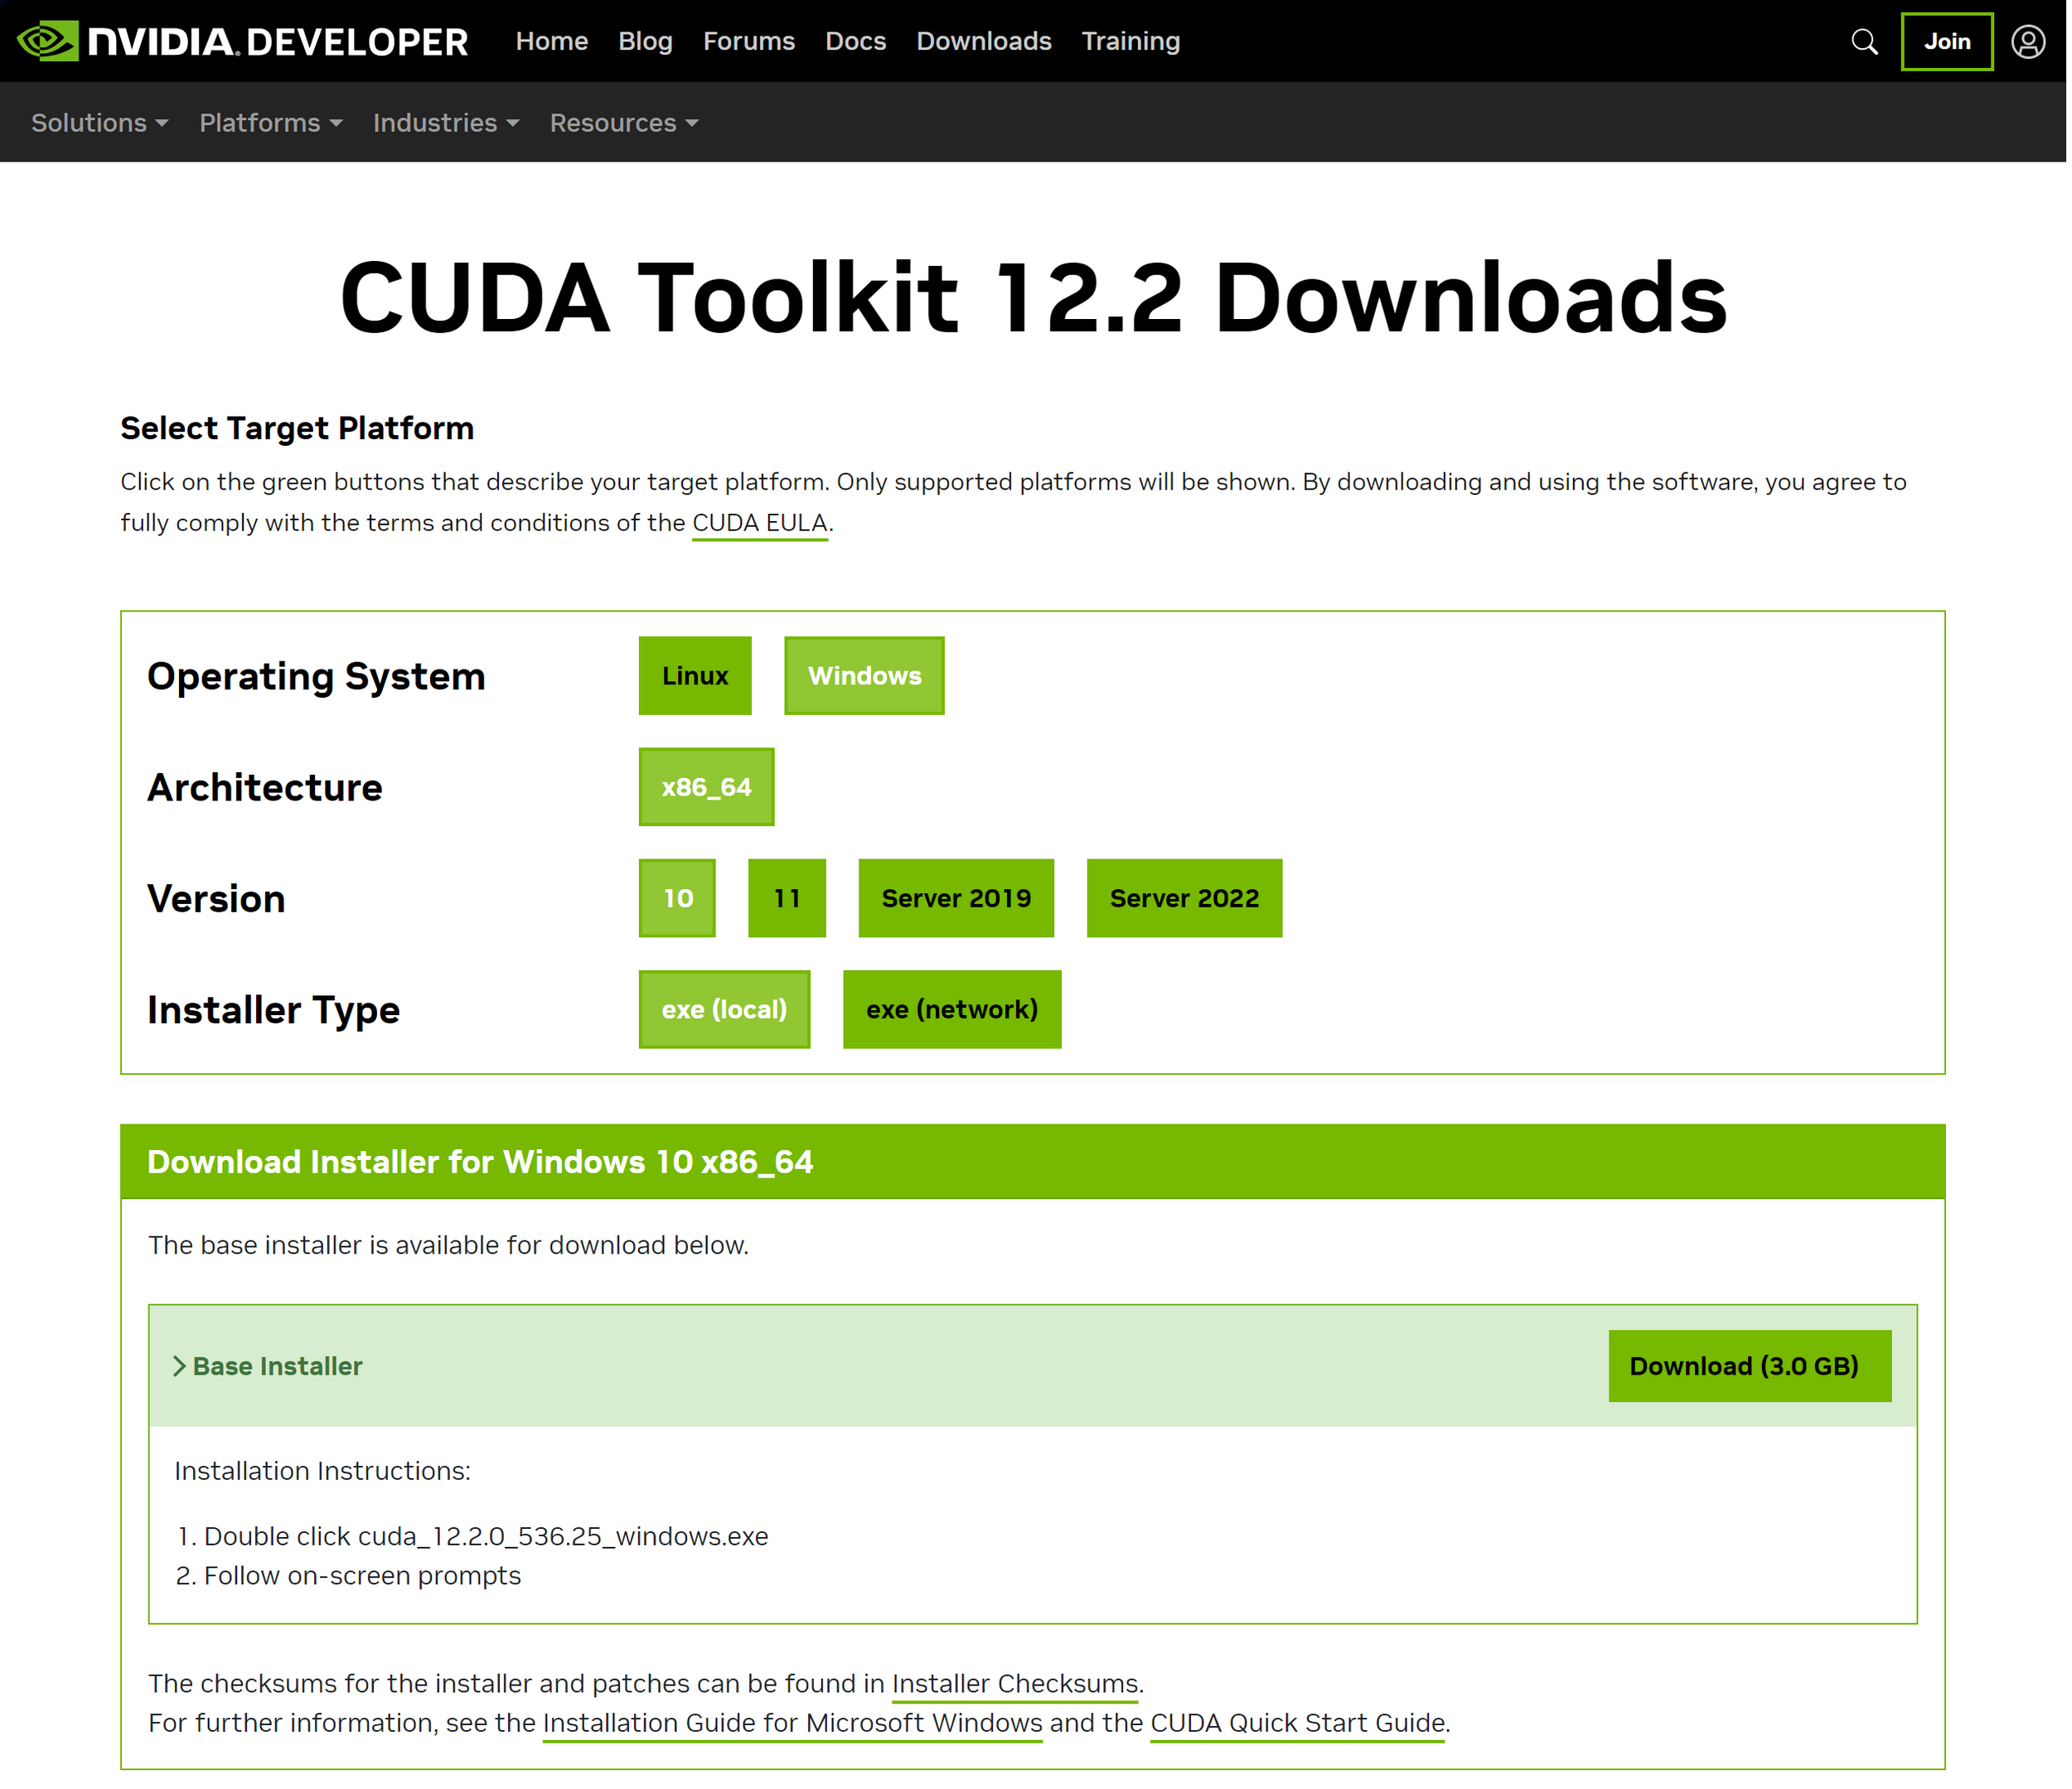 NVIDIA. DEVELOPER Home Blog Forums Docs Downloads Training Join
Solutions Platforms Industries Resources
CUDA Toolkit 12.2 Downloads
Select Target Platform
Click on the green buttons that describe your target platform. Only supported platforms will be shown. By downloading and using the software, you agree to
fully comply with the terms and conditions of the CUDA EULA.
Operating System Linux Windows
Architecture x86_64
Version 10 11 Server 2019 Server 2022
Installer Type exe (local) exe (network)
Download Installer for Windows 10 x86_64
The base installer is available for download below.
Base Installer Download (3.0 GB)
Installation Instructions:
1. Double click cuda_12.2.0_536.25_windows.exe
2. Follow on-screen prompts
The checksums for the installer and patches can be found in Installer Checksums.
For further information, see the Installation Guide for Microsoft Windows and the CUDA Quick Start Guide.